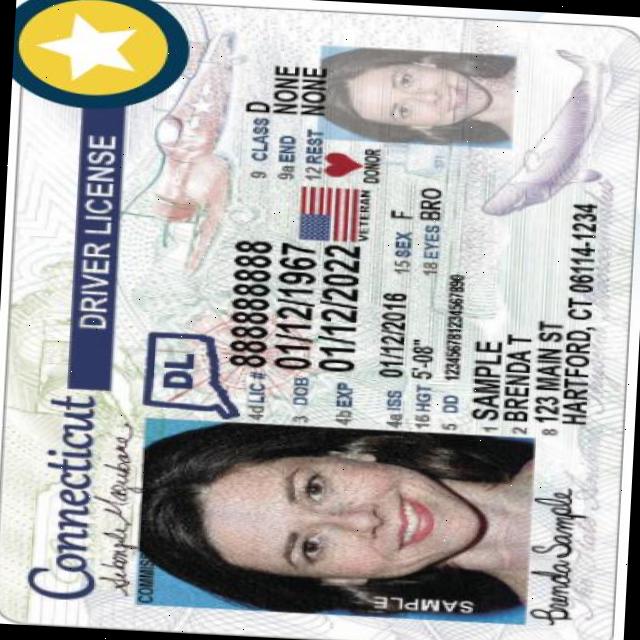 Connecticut DRIVER LICENSE
DL
4d LIC# 888888888
9 CLASS D
3 DOB 01/12/1967
9a END NONE
4b EXP 01/12/2022
12 REST NONE
VETERAN
DONOR
4a ISS 01/12/2016
15 SEX F
16 HGT 5'-08"
18 EYES BRO
5 DD
1 SAMPLE
2 BRENDA T
8 123 MAIN ST
HARTFORD, CT 06114-1234
SAMPLE
Brenda Sample